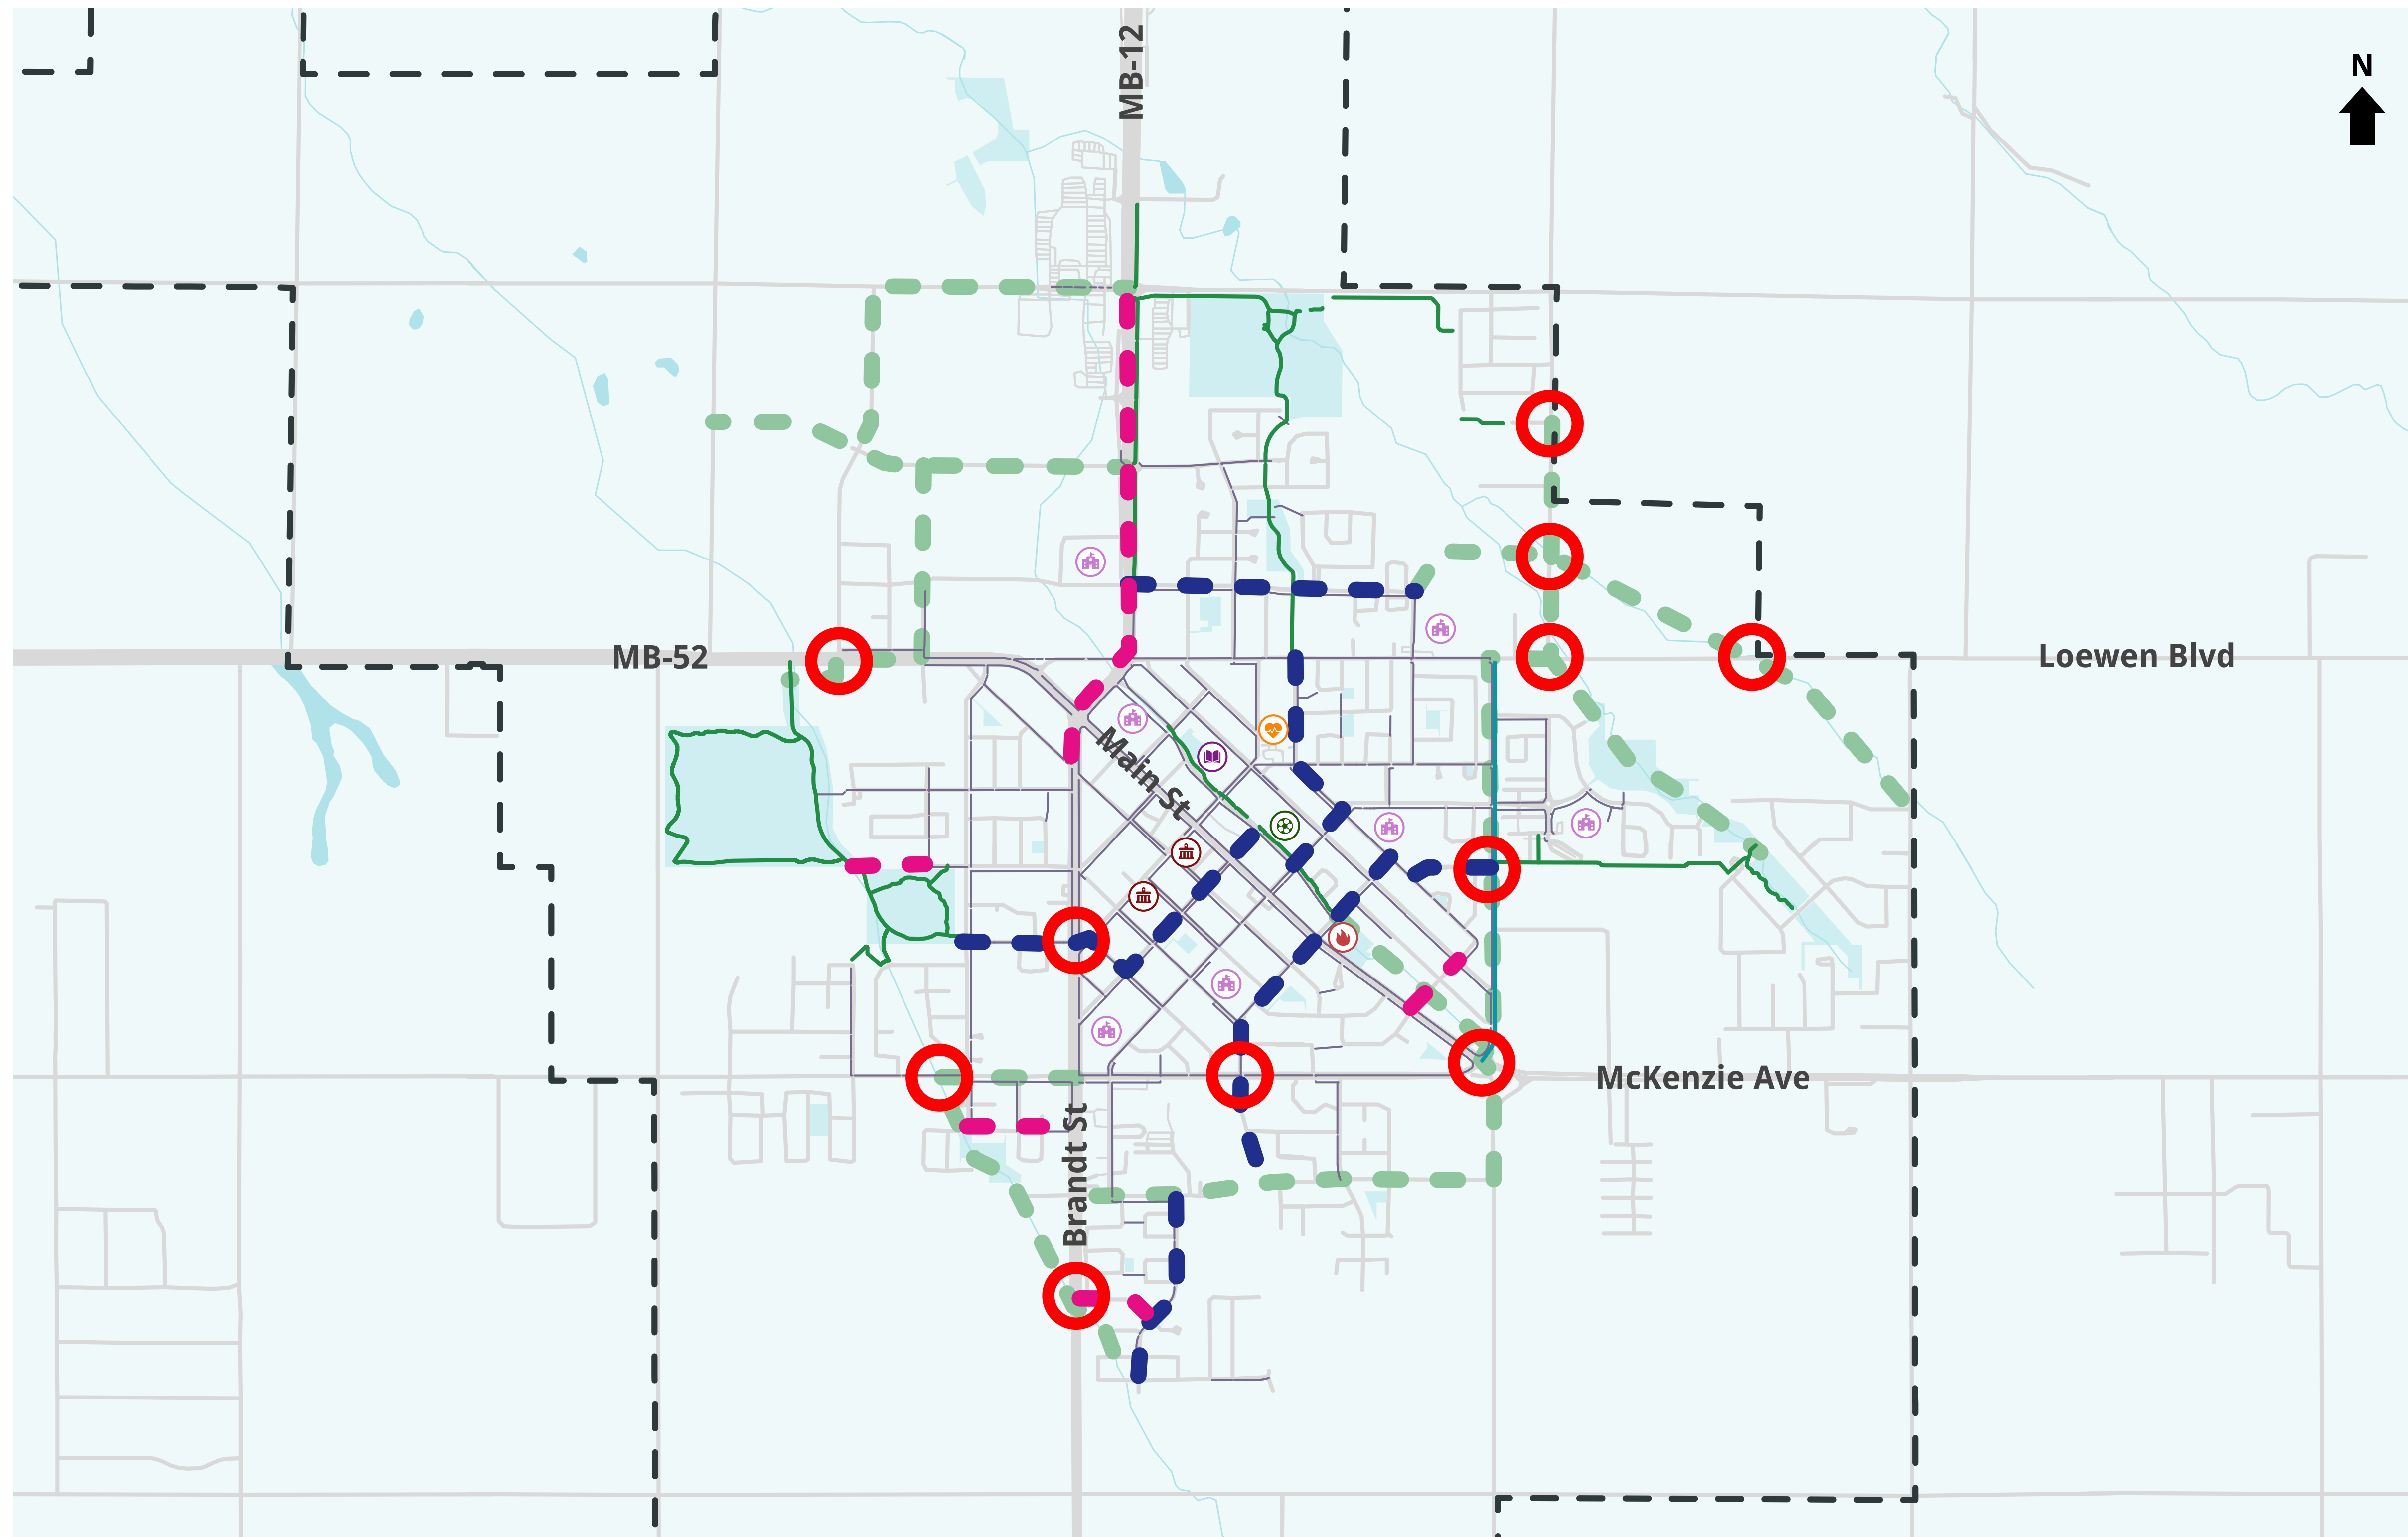 MB-12
N
MB-52
Loewen Blvd
Main St
McKenzie Ave
Brandt St